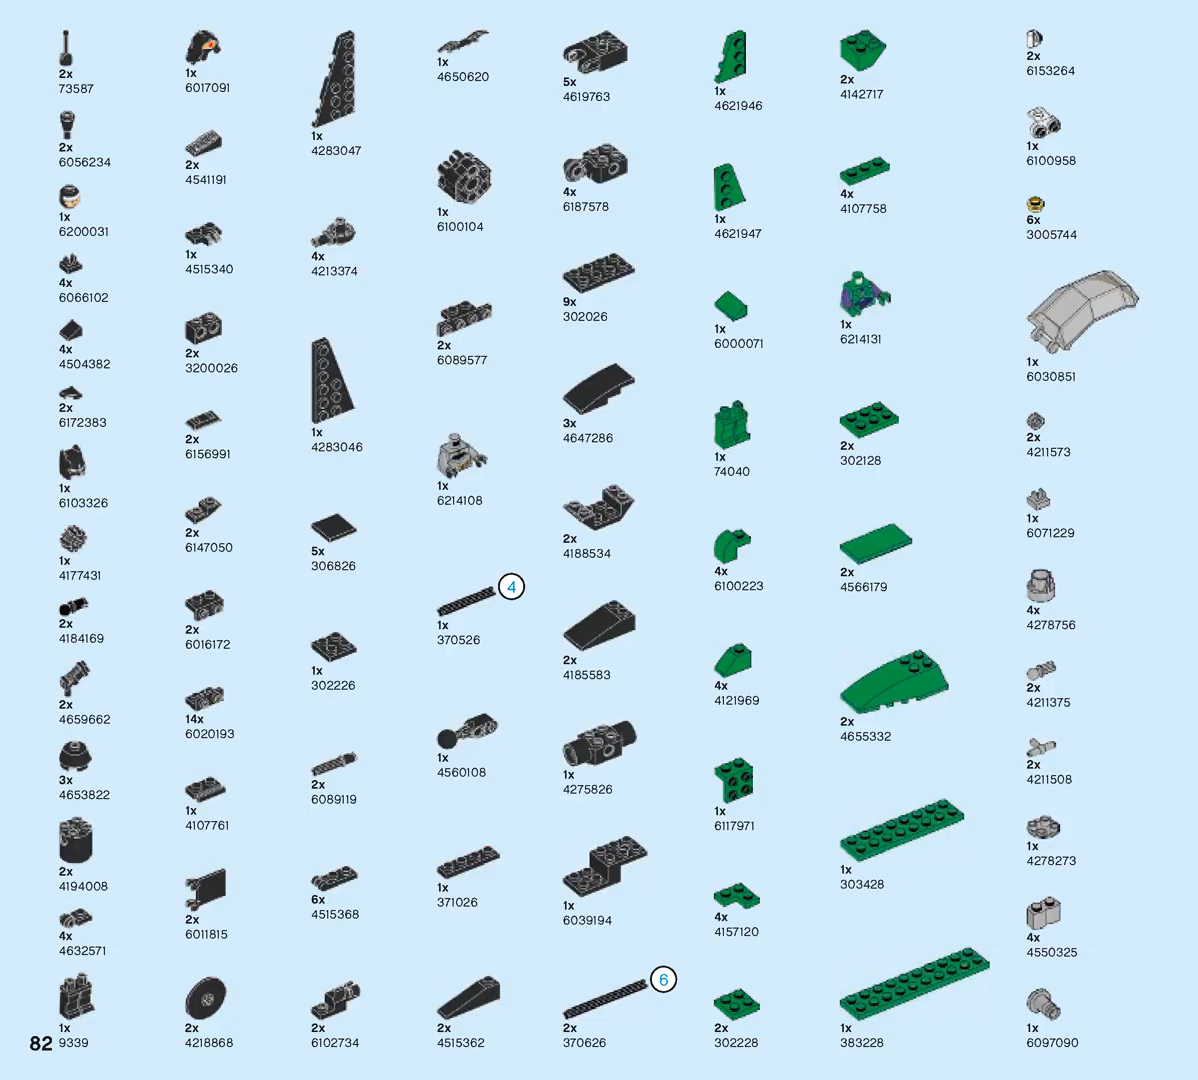 2x
73587
2x
6056234
1x
6200031
4x
6066102
4x
4504382
2x
6172383
1x
6103326
1x
4177431
2x
4184169
2x
4659662
3x
4653822
2x
4194008
4x
4632571
1x
9339
1x
6017091
2x
4541191
1x
4515340
2x
3200026
2x
6156991
2x
6147050
2x
6016172
14x
6020193
1x
4107761
2x
6011815
2x
4218868
1x
4283047
4x
4213374
1x
4283046
5x
306826
1x
302226
2x
6089119
6x
4515368
2x
6102734
1x
4650620
1x
6100104
2x
6089577
1x
6214108
4
1x
370526
1x
4560108
1x
371026
2x
4515362
5x
4619763
4x
6187578
9x
302026
3x
4647286
2x
4188534
2x
4185583
1x
4275826
1x
6039194
6
2x
370626
1x
4621946
1x
4621947
1x
6000071
1x
74040
4x
6100223
4x
4121969
1x
6117971
4x
4157120
2x
302228
2x
4142717
4x
4107758
1x
6214131
2x
302128
2x
4566179
2x
4655332
1x
303428
1x
383228
2x
6153264
1x
6100958
6x
3005744
1x
6030851
2x
4211573
1x
6071229
4x
4278756
2x
4211375
2x
4211508
1x
4278273
4x
4550325
1x
6097090
82